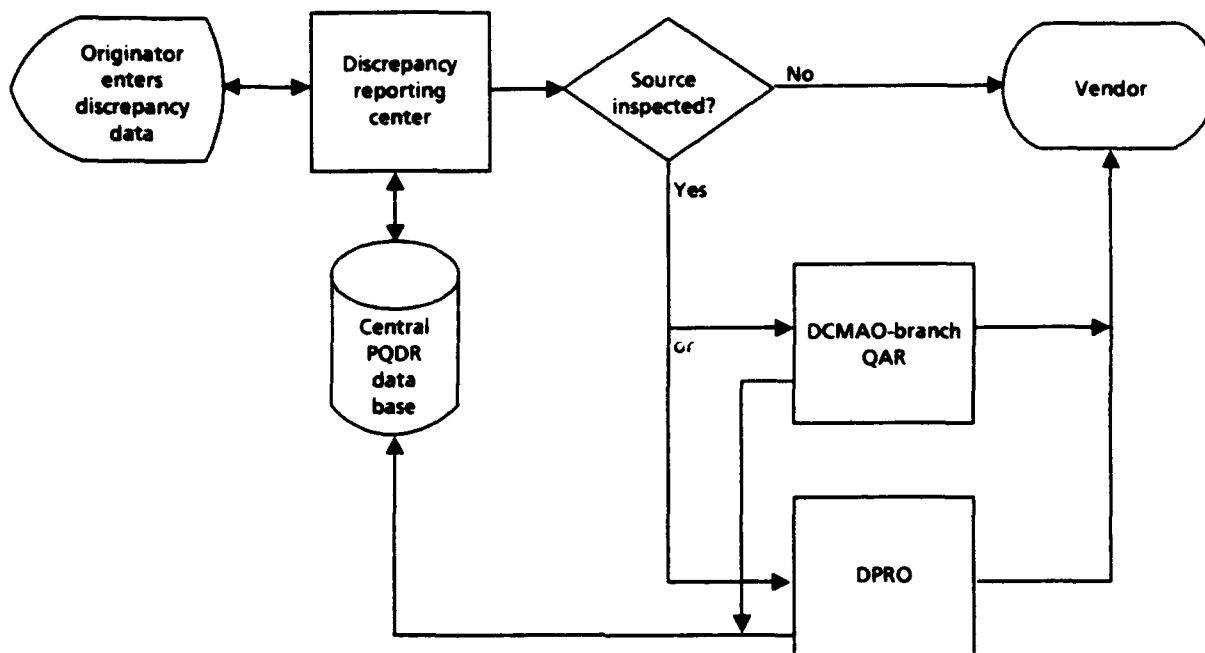 Originator
enters
discrepancy
data
Discrepancy
reporting
center
Source
inspected?
No
Vendor
Yes
Central
PQDR
data
base
or
DCMAO-branch
QAR
DPRO